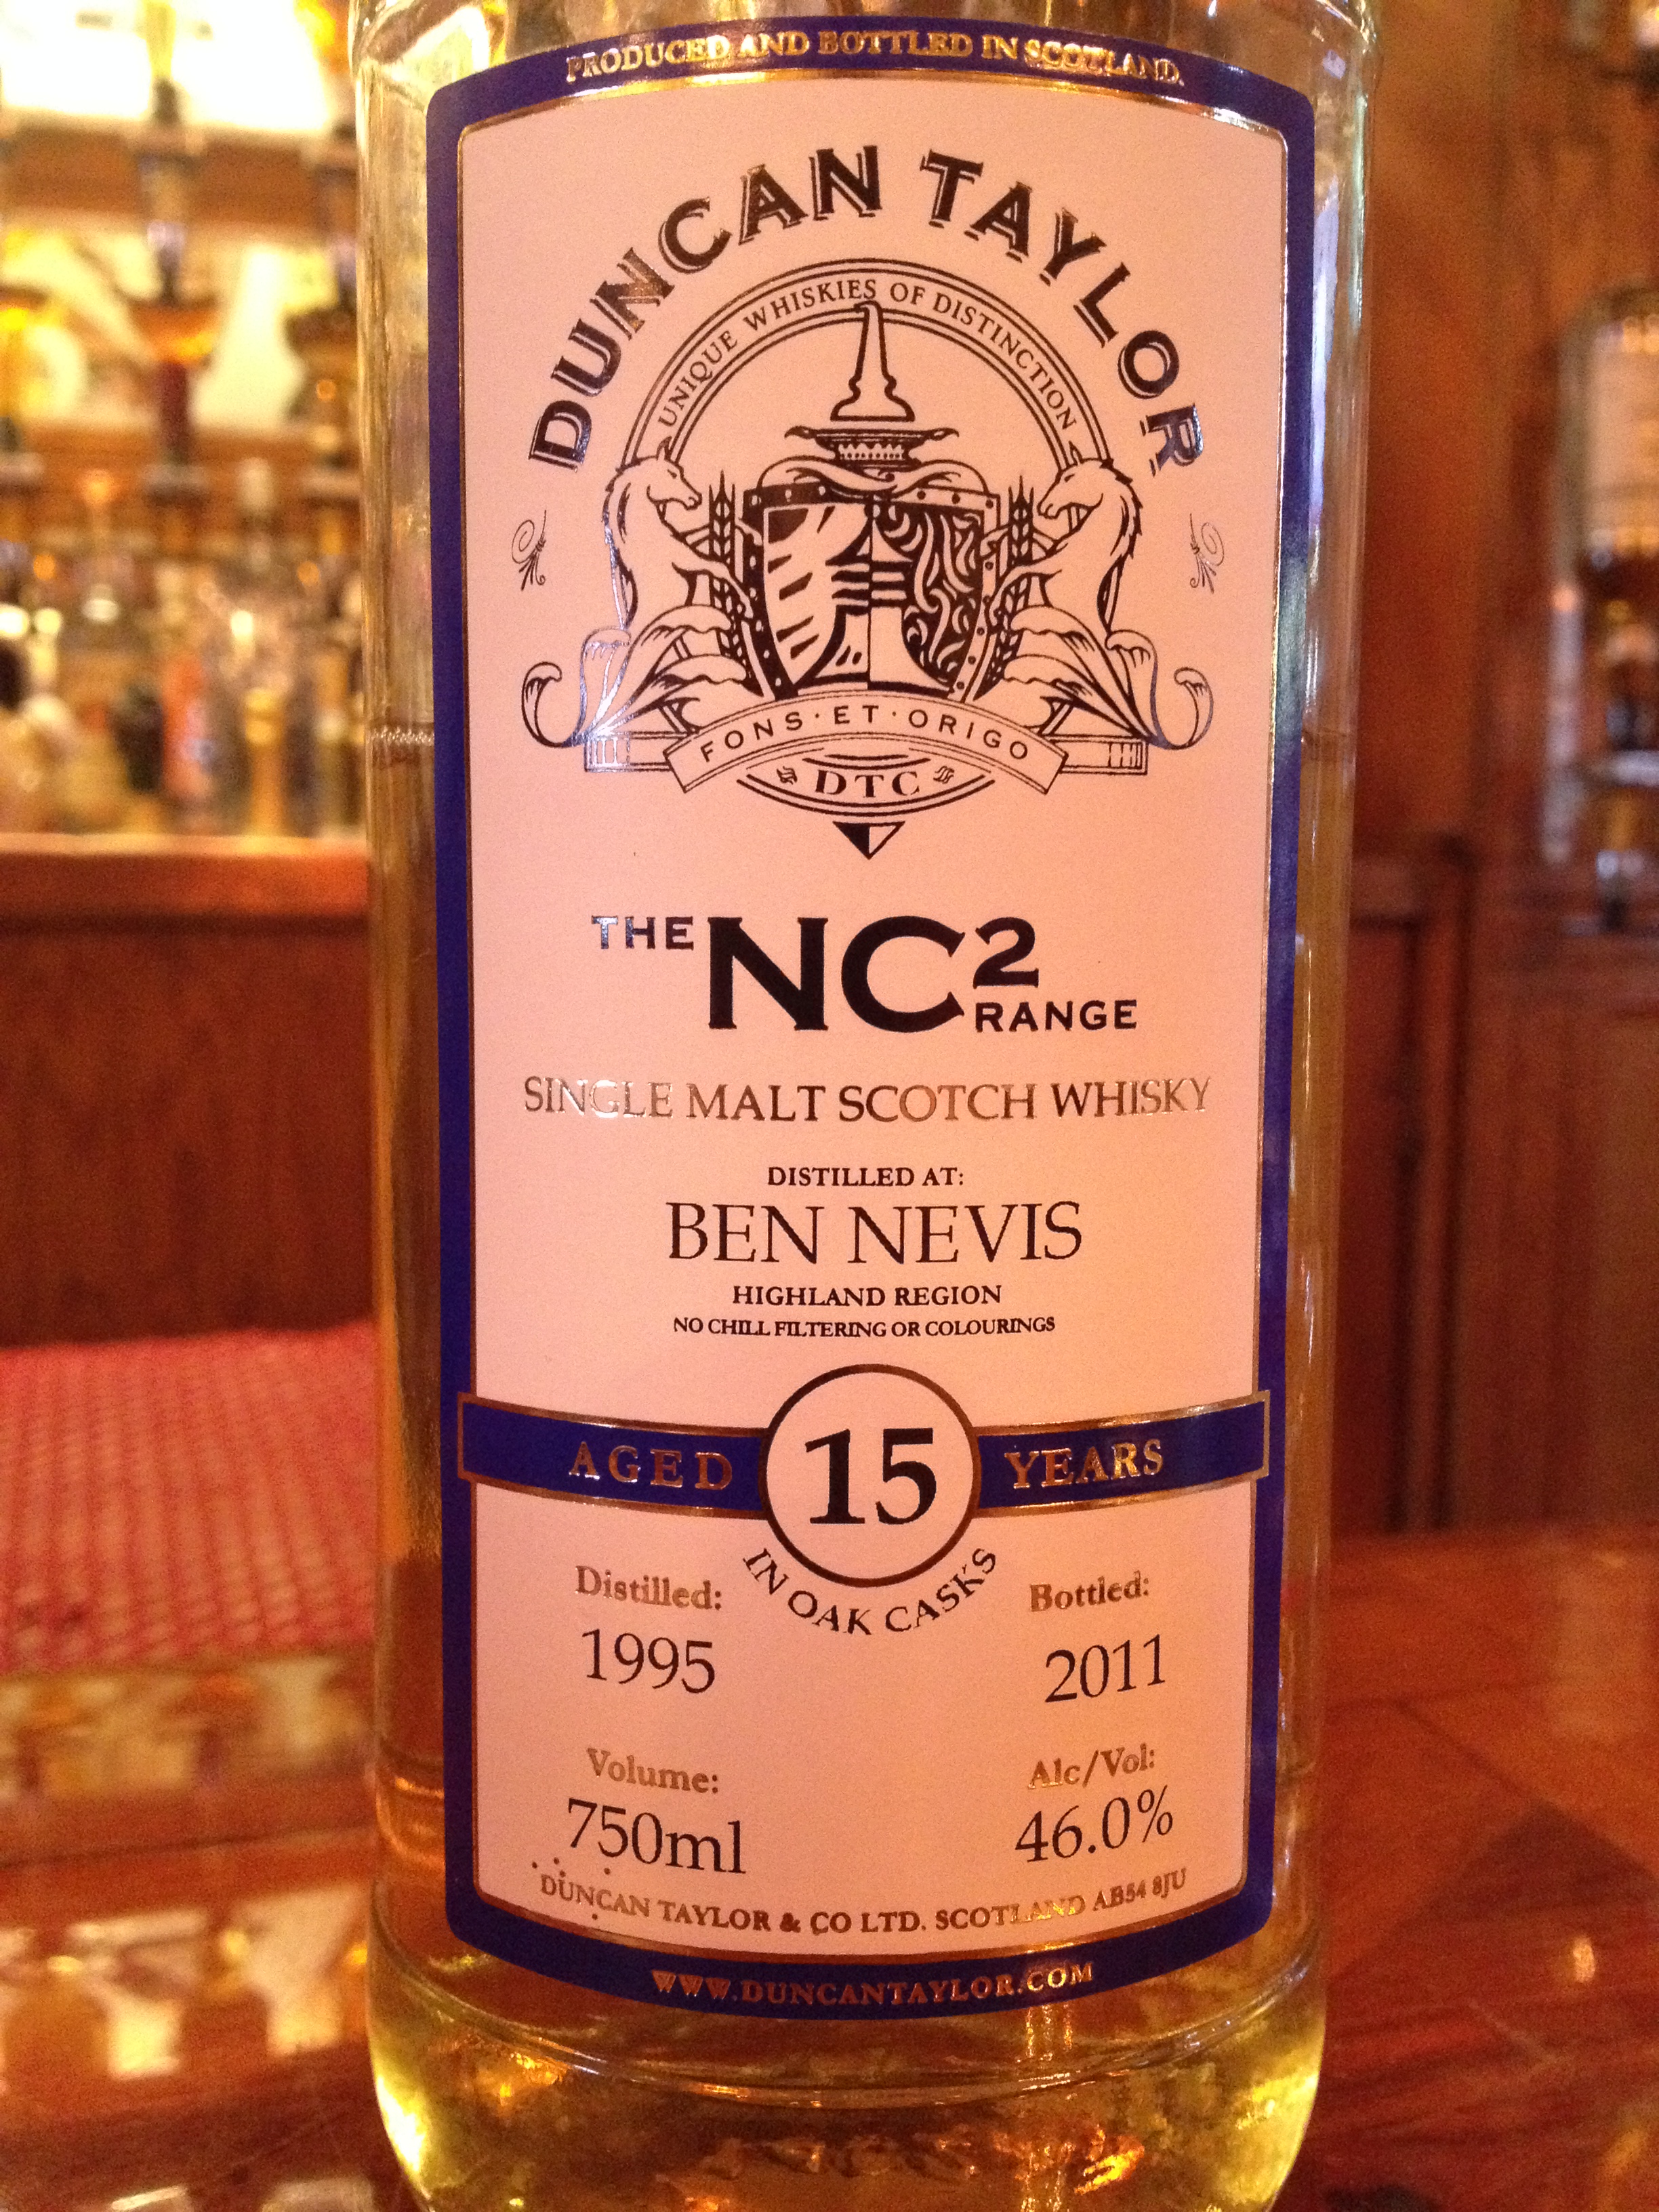 PRODUCED AND BOTTLED IN SCOTLAND.
DUNCAN TAYLOR
UNIQUE WHISKIES OF DISTINCTION
FONS·ET·ORIGO
DTC
THE NC2 RANGE
SINGLE MALT SCOTCH WHISKY
DISTILLED AT:
BEN NEVIS
HIGHLAND REGION
NO CHILL FILTERING OR COLOURINGS
AGED 15 YEARS
IN OAK CASKS
Distilled: Bottled:
1995 2011
Volume: Alc/Vol:
750ml 46.0%
DUNCAN TAYLOR & CO LTD. SCOTLAND AB54 8JU
WWW.DUNCANTAYLOR.COM